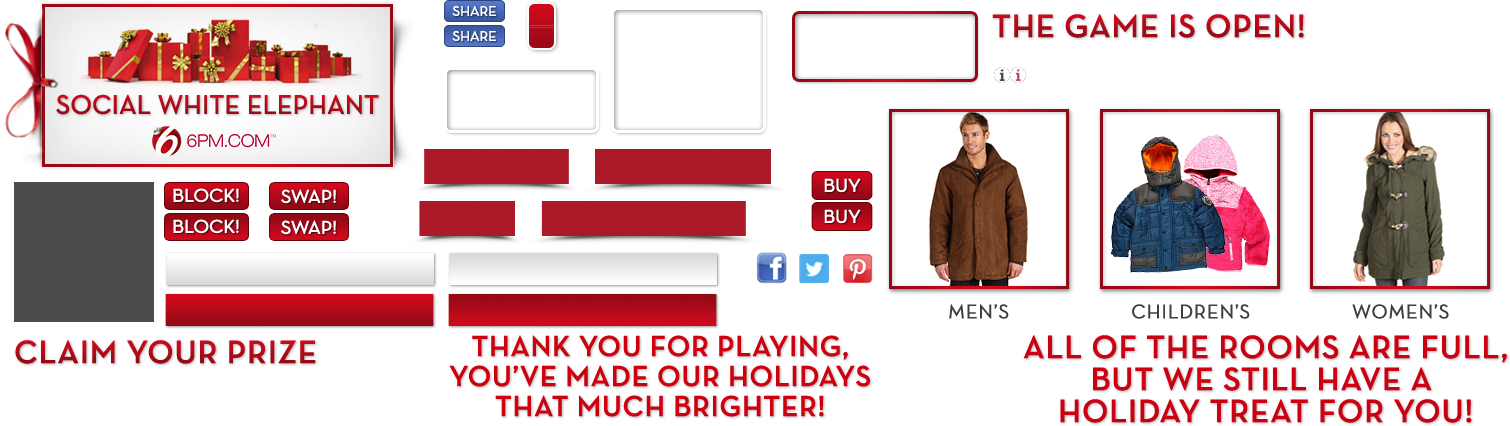 SOCIAL WHITE ELEPHANT
6 6PM.COM™
SHARE
SHARE
THE GAME IS OPEN!
i i
BLOCK!
SWAP!
BLOCK!
SWAP!
BUY
BUY
f
MEN'S
CHILDREN'S
WOMEN'S
CLAIM YOUR PRIZE
THANK YOU FOR PLAYING,
YOU'VE MADE OUR HOLIDAYS
THAT MUCH BRIGHTER!
ALL OF THE ROOMS ARE FULL,
BUT WE STILL HAVE A
HOLIDAY TREAT FOR YOU!